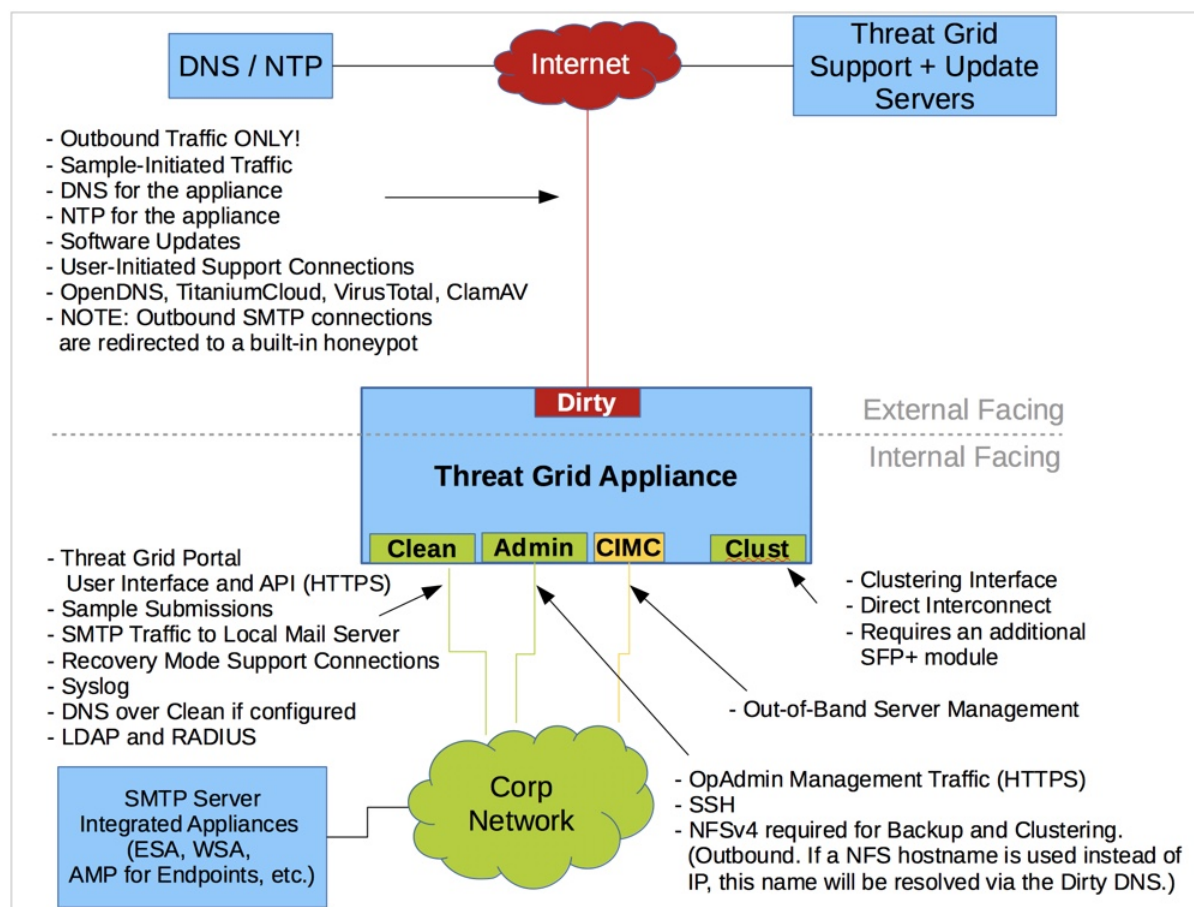 DNS / NTP
Internet
Threat Grid
Support + Update
Servers
- Outbound Traffic ONLY!
- Sample-Initiated Traffic
- DNS for the appliance
- NTP for the appliance
- Software Updates
- User-Initiated Support Connections
- OpenDNS, TitaniumCloud, VirusTotal, ClamAV
- NOTE: Outbound SMTP connections
are redirected to a built-in honeypot
Dirty
External Facing
Internal Facing
Threat Grid Appliance
Clean
Admin
CIMC
Clust
- Threat Grid Portal
User Interface and API (HTTPS)
- Sample Submissions
- SMTP Traffic to Local Mail Server
- Recovery Mode Support Connections
- Syslog
- DNS over Clean if configured
- LDAP and RADIUS
- Clustering Interface
- Direct Interconnect
- Requires an additional
SFP+ module
- Out-of-Band Server Management
Corp
Network
- OpAdmin Management Traffic (HTTPS)
- SSH
- NFSv4 required for Backup and Clustering.
(Outbound. If a NFS hostname is used instead of
IP, this name will be resolved via the Dirty DNS.)
SMTP Server
Integrated Appliances
(ESA, WSA,
AMP for Endpoints, etc.)